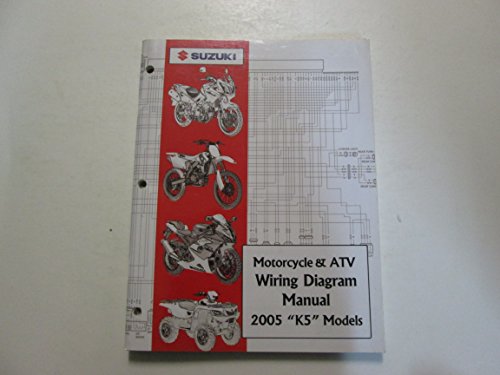 SUZUKI
Motorcycle & ATV
Wiring Diagram
Manual
2005 "K5" Models